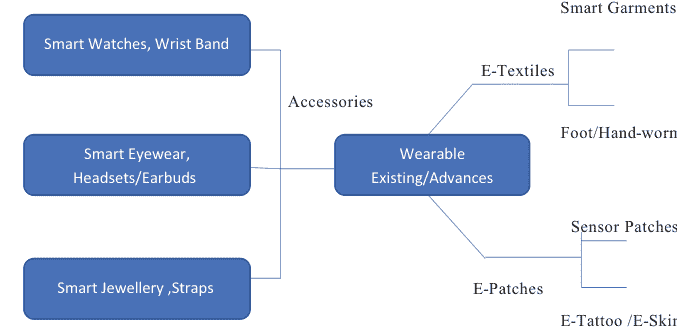 Smart Garments
Smart Watches, Wrist Band
E-Textiles
Accessories
Foot/Hand-worn
Smart Eyewear,
Headsets/Earbuds
Wearable
Existing/Advances
Sensor Patches
Smart Jewellery ,Straps
E-Patches
E-Tattoo /E-Skin